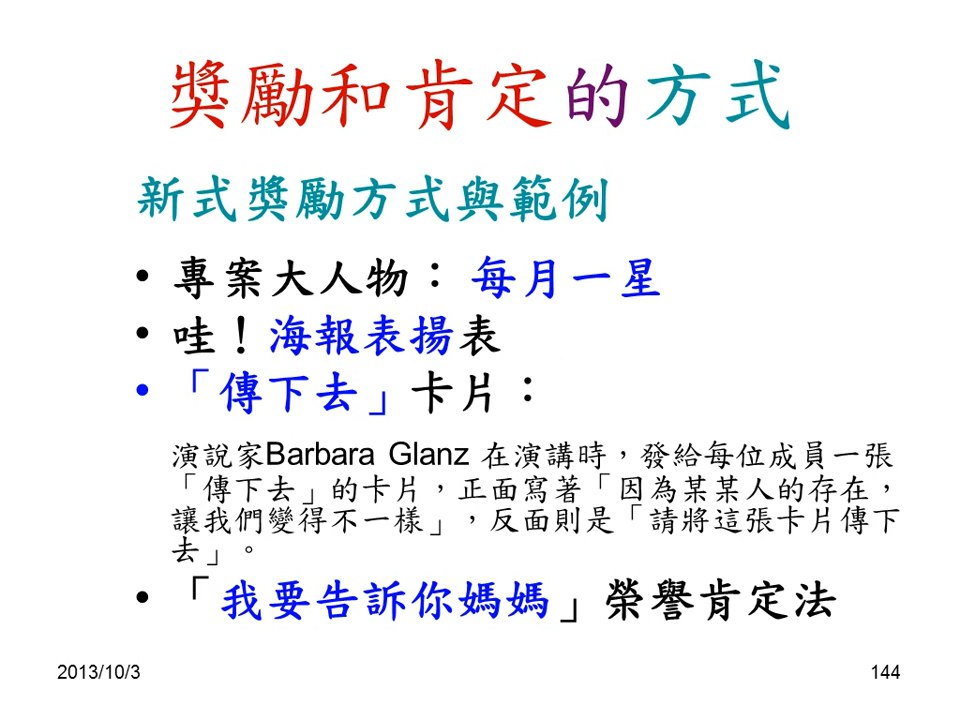 獎勵和肯定的方式
新式獎勵方式與範例
• 專案大人物： 每月一星
• 哇！海報表揚表
• 「傳下去」卡片：
演說家Barbara Glanz 在演講時，發給每位成員一張
「傳下去」的卡片，正面寫著「因為某某人的存在，
讓我們變得不一樣」，反面則是「請將這張卡片傳下
去」。
• 「我要告訴你媽媽」榮譽肯定法
2013/10/3
144